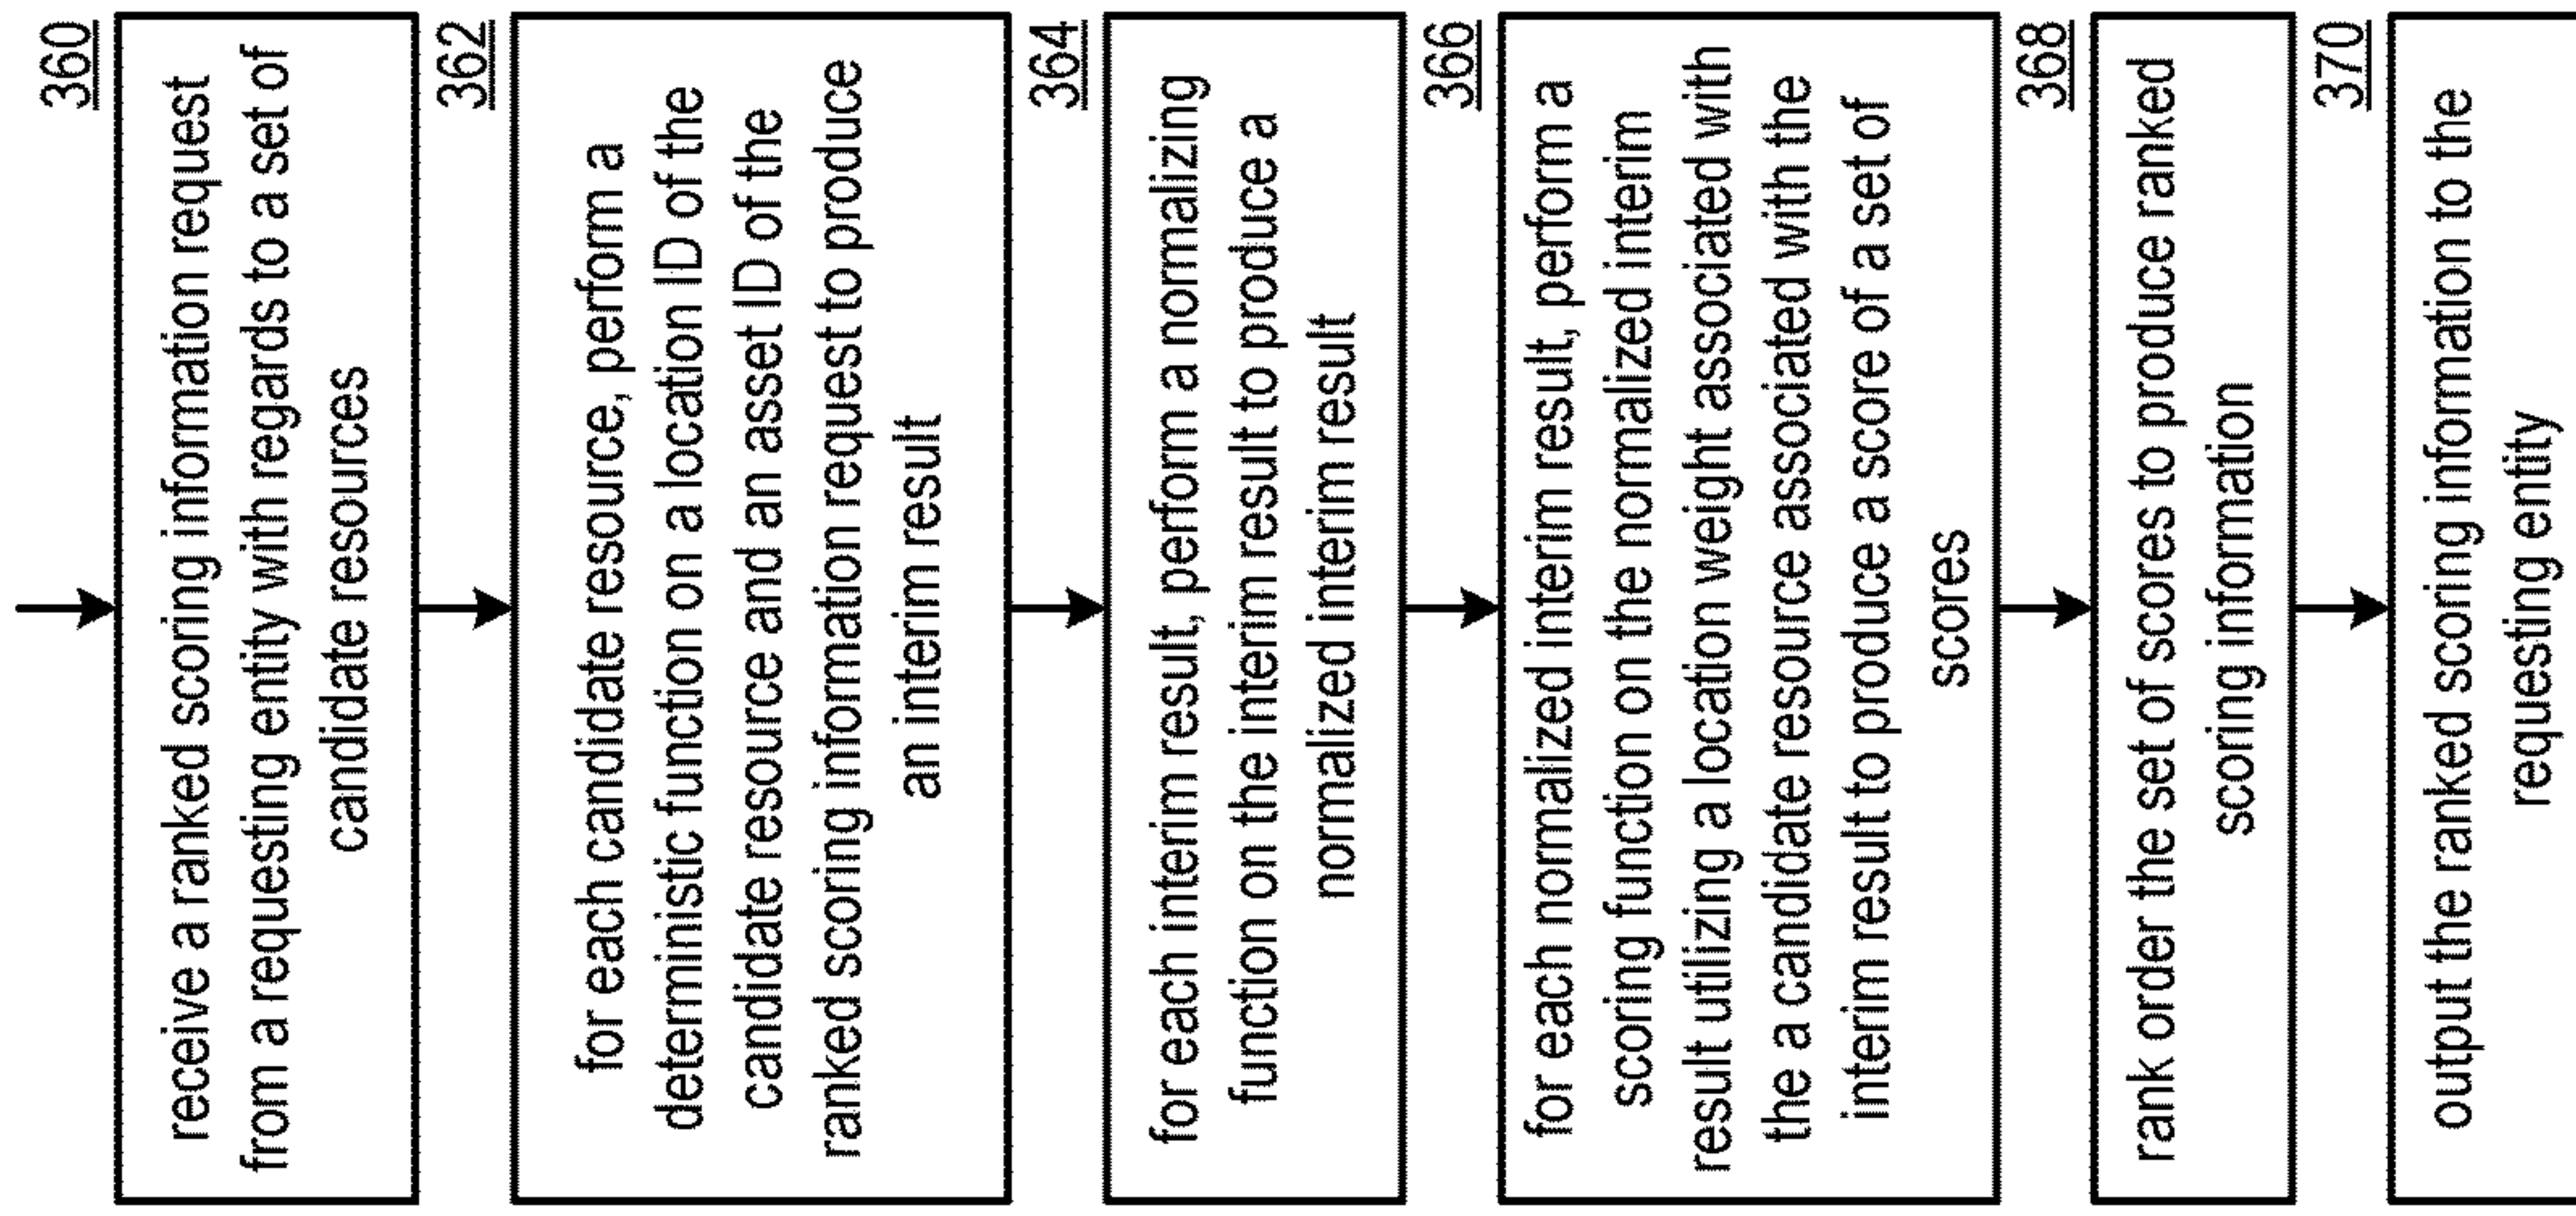 360
receive a ranked scoring information request
from a requesting entity with regards to a set of
candidate resources
362
for each candidate resource, perform a
deterministic function on a location ID of the
candidate resource and an asset ID of the
ranked scoring information request to produce
an interim result
364
for each interim result, perform a normalizing
function on the interim result to produce a
normalized interim result
366
for each normalized interim result, perform a
scoring function on the normalized interim
result utilizing a location weight associated with
the a candidate resource associated with the
interim result to produce a score of a set of
scores
368
rank order the set of scores to produce ranked
scoring information
370
output the ranked scoring information to the
requesting entity